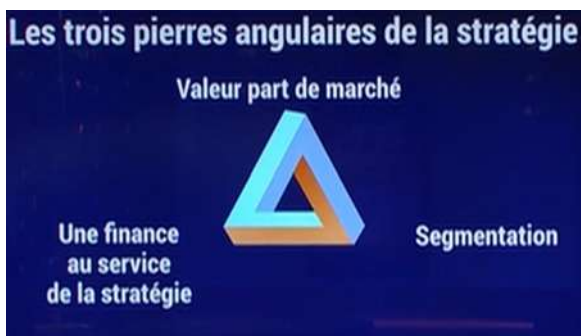 Les trois pierres angulaires de la stratégie
Valeur part de marché
Une finance
au service
de la stratégie
Segmentation